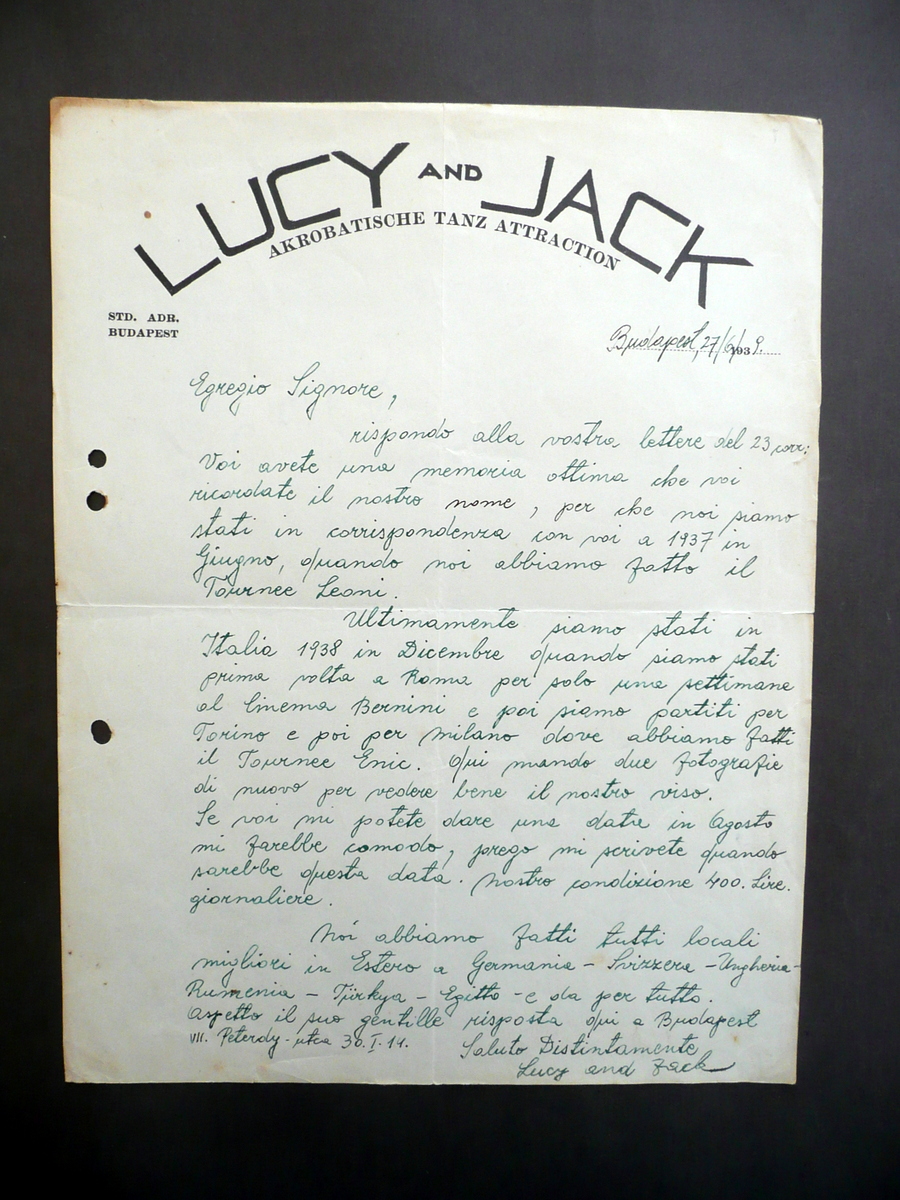 LUCY AND JACK
AKROBATISCHE TANZ ATTRACTION
STD. ADR.
BUDAPEST
Budapest, 27/6/1939.
Egregio Signore,
rispondo alla vostra lettere del 23 corr:
Voi avete una memoria ottima che voi
ricordate il nostro nome, per che noi siamo
stati in corrispondenza con voi a 1937 in
Giugno, quando noi abbiamo fatto il
Tournee Leoni.
Ultimamente siamo stati in
Italia 1938 in Dicembre quando siamo stati
prima volta a Roma per solo una settimane
al Cinema Bernini e poi siamo partiti per
Torino e poi per Milano dove abbiamo fatti
il Tournee Enic. Qui mando due fotografie
di nuovo per vedere bene il nostro viso.
Se voi mi potete dare una data in Agosto
mi farebbe comodo, prego mi scrivete quando
sarebbe questa data. Nostro condizione 400. Lire.
giornaliere.
Noi abbiamo fatti tutti locali
migliori in Estero a Germania - Svizzera - Ungheria -
Rumenia - Türkya - Egitto - e da per tutto.
Aspetto il suo gentille risposta qui a Budapest
VII. Peterdy-utca 30. I. 14. Saluto Distintamente
Lucy and Jack